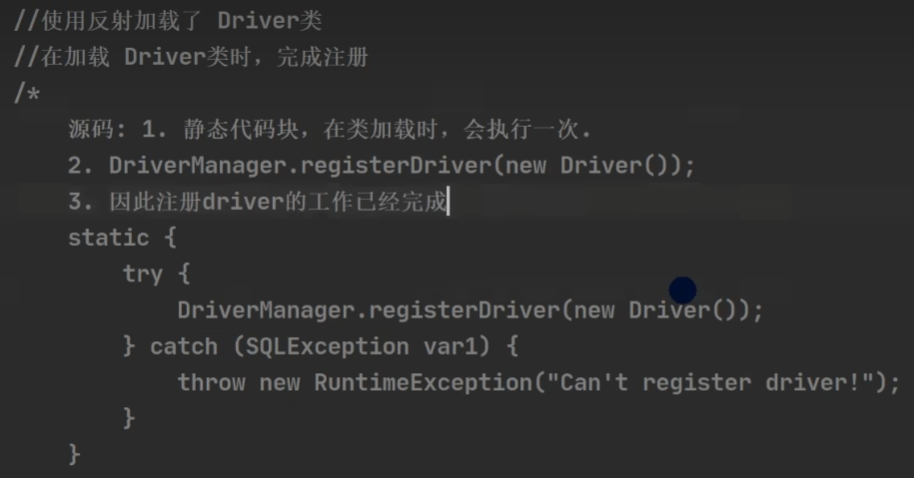 //使用反射加载了 Driver类
//在加载 Driver类时，完成注册
/*
源码: 1. 静态代码块，在类加载时，会执行一次.
2. DriverManager.registerDriver(new Driver());
3. 因此注册driver的工作已经完成
static {
try {
DriverManager.registerDriver(new Driver());
} catch (SQLException var1) {
throw new RuntimeException("Can't register driver!");
}
}